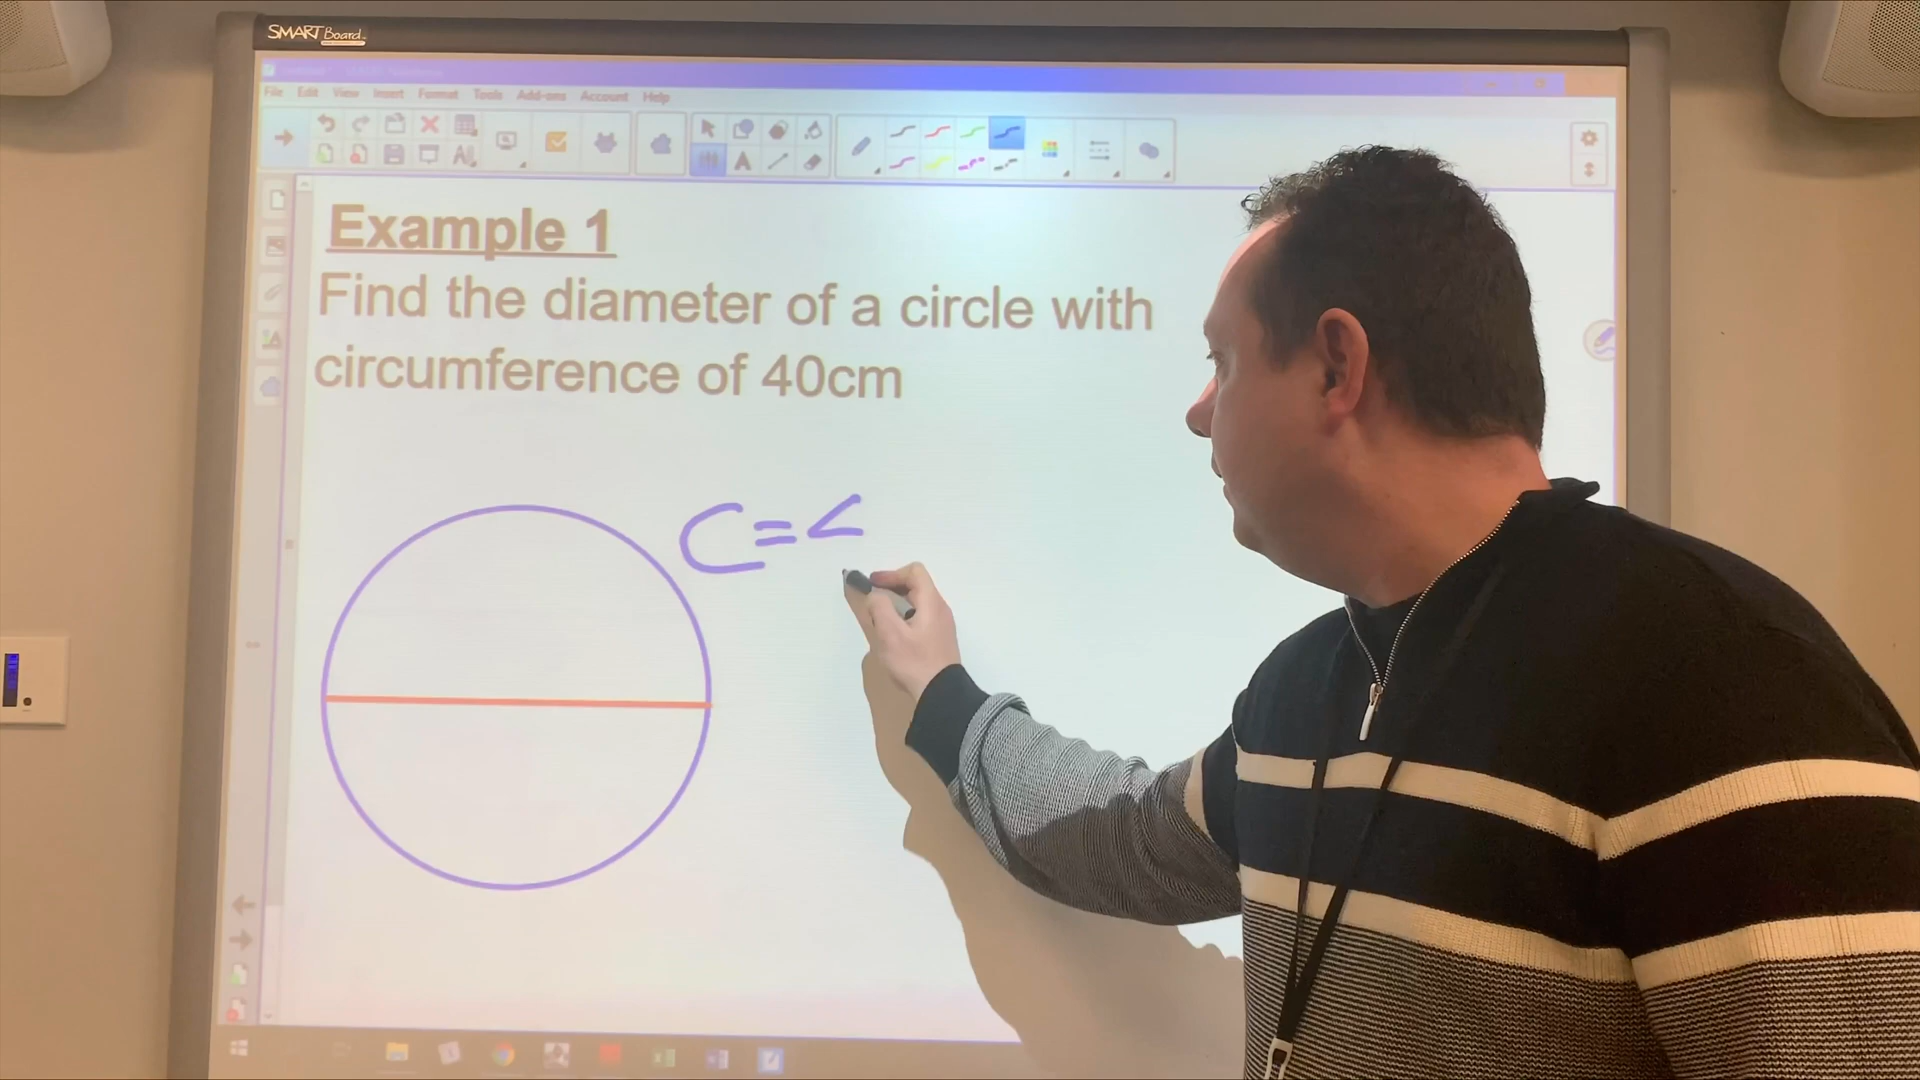 SMART Board
File Edit View Insert Format Tools Add-ons Account Help
Example 1
Find the diameter of a circle with
circumference of 40cm
C=